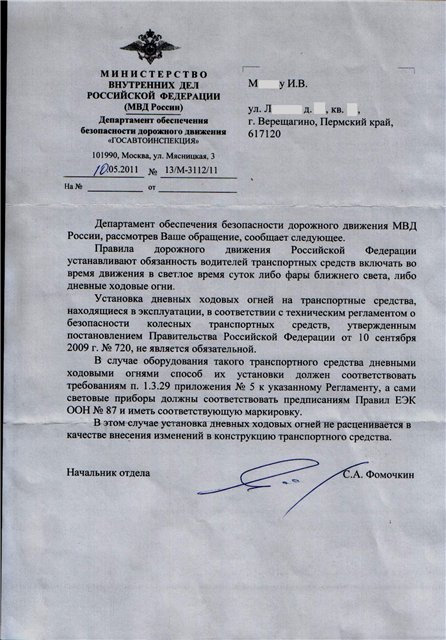 МИНИСТЕРСТВО
ВНУТРЕННИХ ДЕЛ
РОССИЙСКОЙ ФЕДЕРАЦИИ
(МВД России)
Департамент обеспечения
безопасности дорожного движения
«ГОСАВТОИНСПЕКЦИЯ»
101990, Москва, ул. Мясницкая, 3
10.05.2011 № 13/М-3112/11
На № от
М у И.В.
ул. Л д. , кв. ,
г. Верещагино, Пермский край,
617120
Департамент обеспечения безопасности дорожного движения МВД
России, рассмотрев Ваше обращение, сообщает следующее.
Правила дорожного движения Российской Федерации
устанавливают обязанность водителей транспортных средств включать во
время движения в светлое время суток либо фары ближнего света, либо
дневные ходовые огни.
Установка дневных ходовых огней на транспортные средства,
находящиеся в эксплуатации, в соответствии с техническим регламентом о
безопасности колесных транспортных средств, утвержденным
постановлением Правительства Российской Федерации от 10 сентября
2009 г. № 720, не является обязательной.
В случае оборудования такого транспортного средства дневными
ходовыми огнями способ их установки должен соответствовать
требованиям п. 1.3.29 приложения № 5 к указанному Регламенту, а сами
световые приборы должны соответствовать предписаниям Правил ЕЭК
ООН № 87 и иметь соответствующую маркировку.
В этом случае установка дневных ходовых огней не расценивается в
качестве внесения изменений в конструкцию транспортного средства.
Начальник отдела С.А. Фомочкин